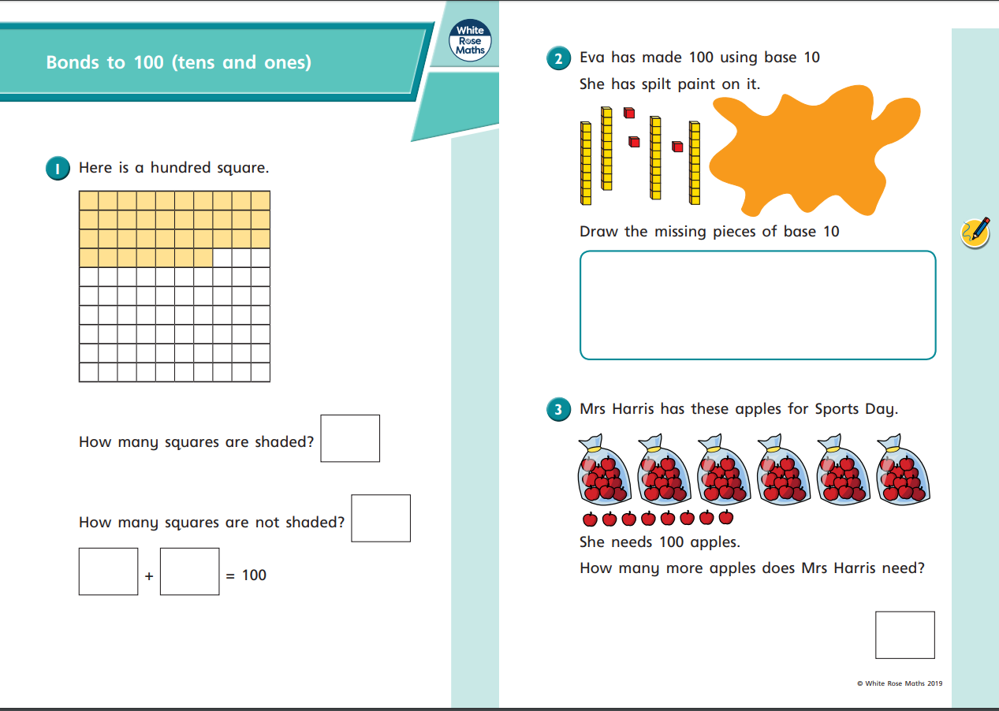 Bonds to 100 (tens and ones)
White
Rose
Maths
1
Here is a hundred square.
How many squares are shaded?
How many squares are not shaded?
+ = 100
2
Eva has made 100 using base 10
She has spilt paint on it.
Draw the missing pieces of base 10
3
Mrs Harris has these apples for Sports Day.
She needs 100 apples.
How many more apples does Mrs Harris need?
© White Rose Maths 2019